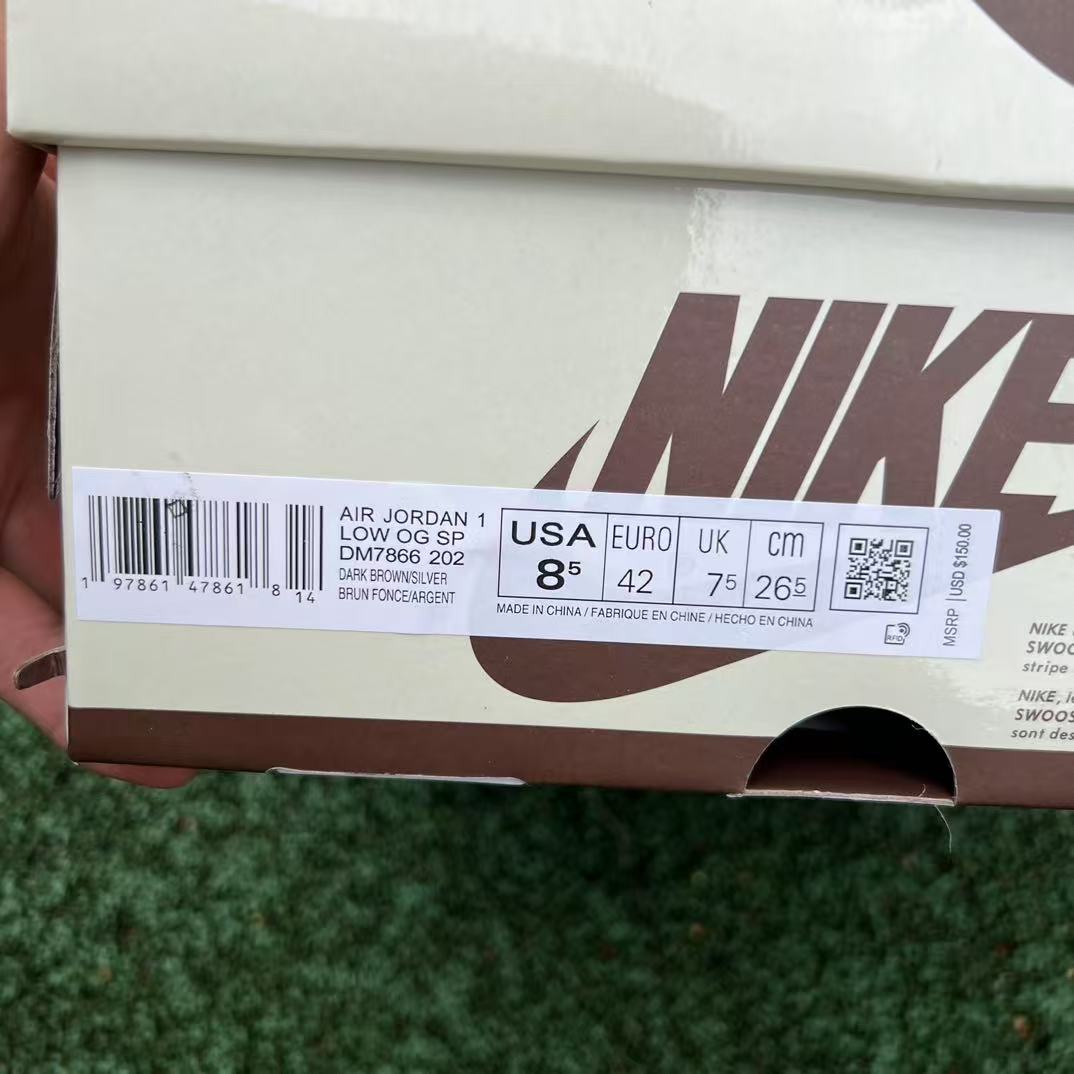 NIKE
AIR JORDAN 1
LOW OG SP
DM7866 202
DARK BROWN/SILVER
BRUN FONCE/ARGENT
1 97861 47861 8 14
USA EURO UK cm
8⁵ 42 7⁵ 26⁵
MADE IN CHINA / FABRIQUE EN CHINE / HECHO EN CHINA
RFID
MSRP | USD $150.00
NIKE
SWOO
stripe
NIKE, l
SWOOS
sont des